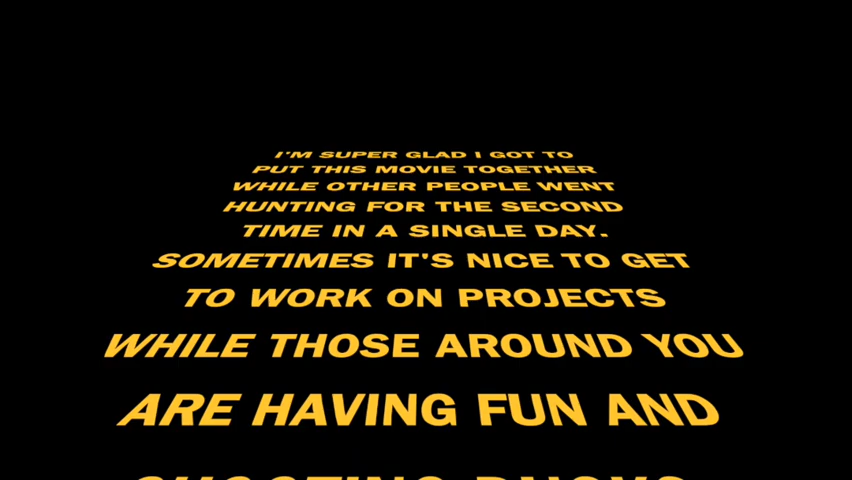 I'M SUPER GLAD I GOT TO
PUT THIS MOVIE TOGETHER
WHILE OTHER PEOPLE WENT
HUNTING FOR THE SECOND
TIME IN A SINGLE DAY.
SOMETIMES IT'S NICE TO GET
TO WORK ON PROJECTS
WHILE THOSE AROUND YOU
ARE HAVING FUN AND